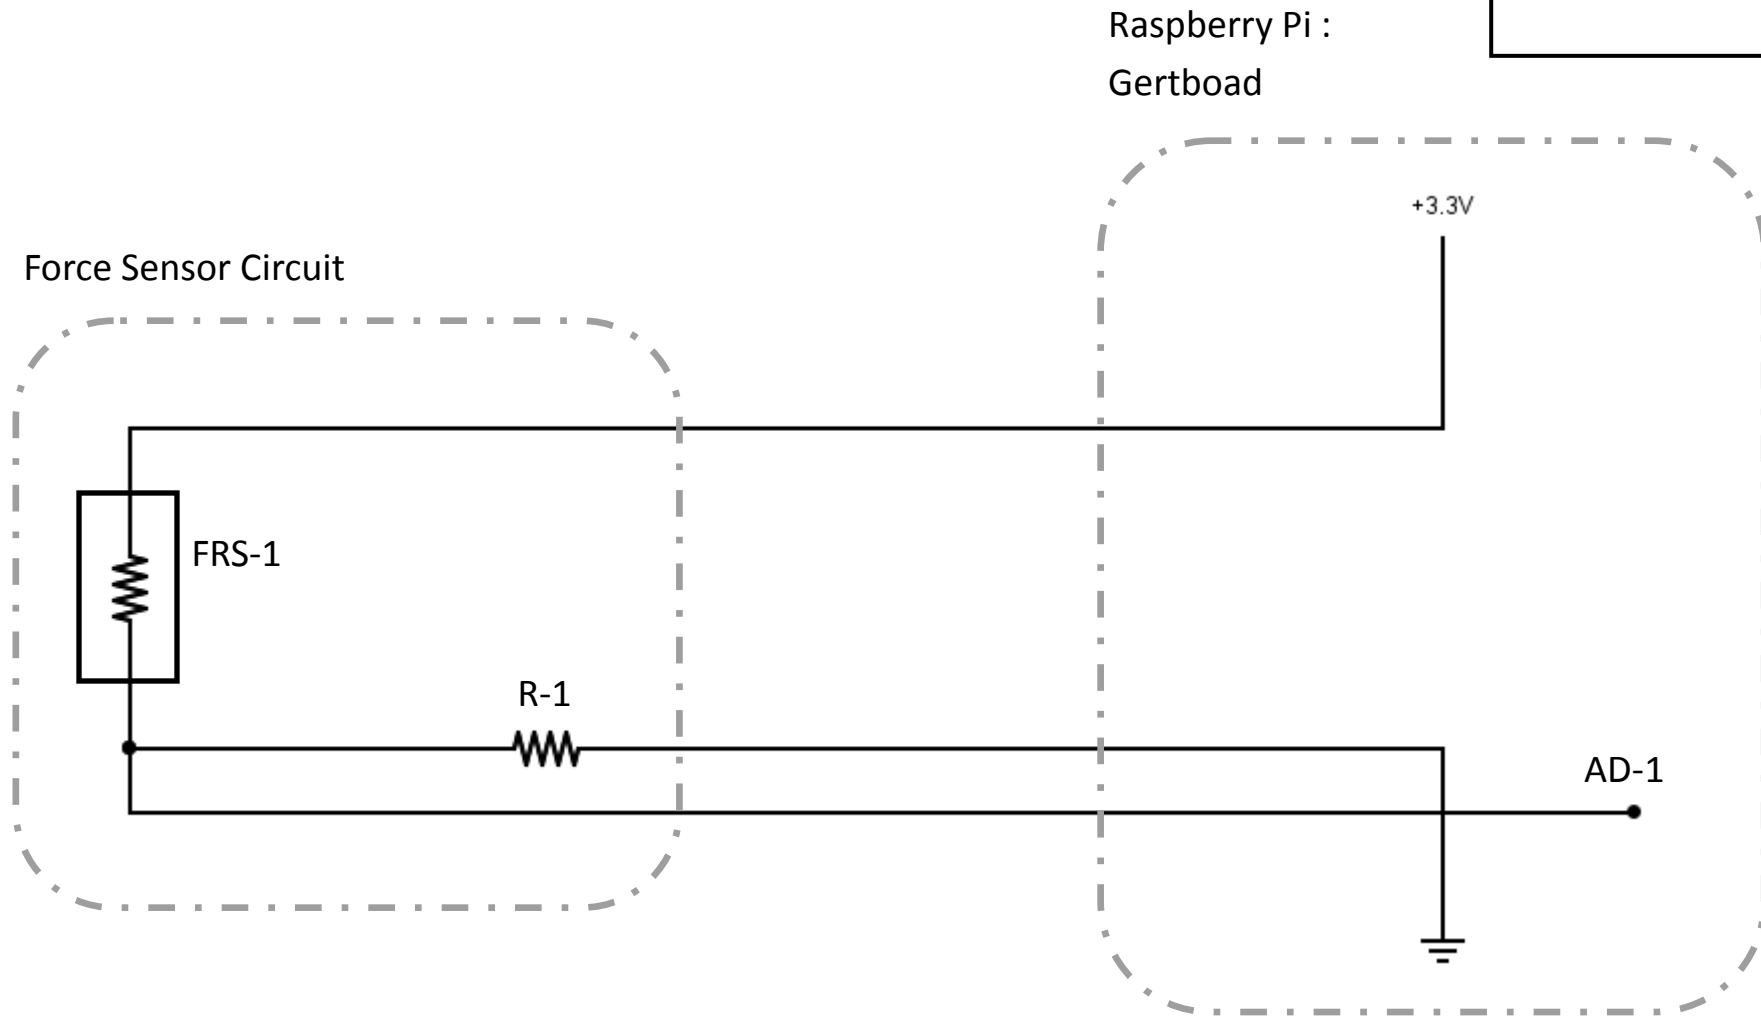 Raspberry Pi :
Gertboad
+3.3V
Force Sensor Circuit
FRS-1
R-1
AD-1